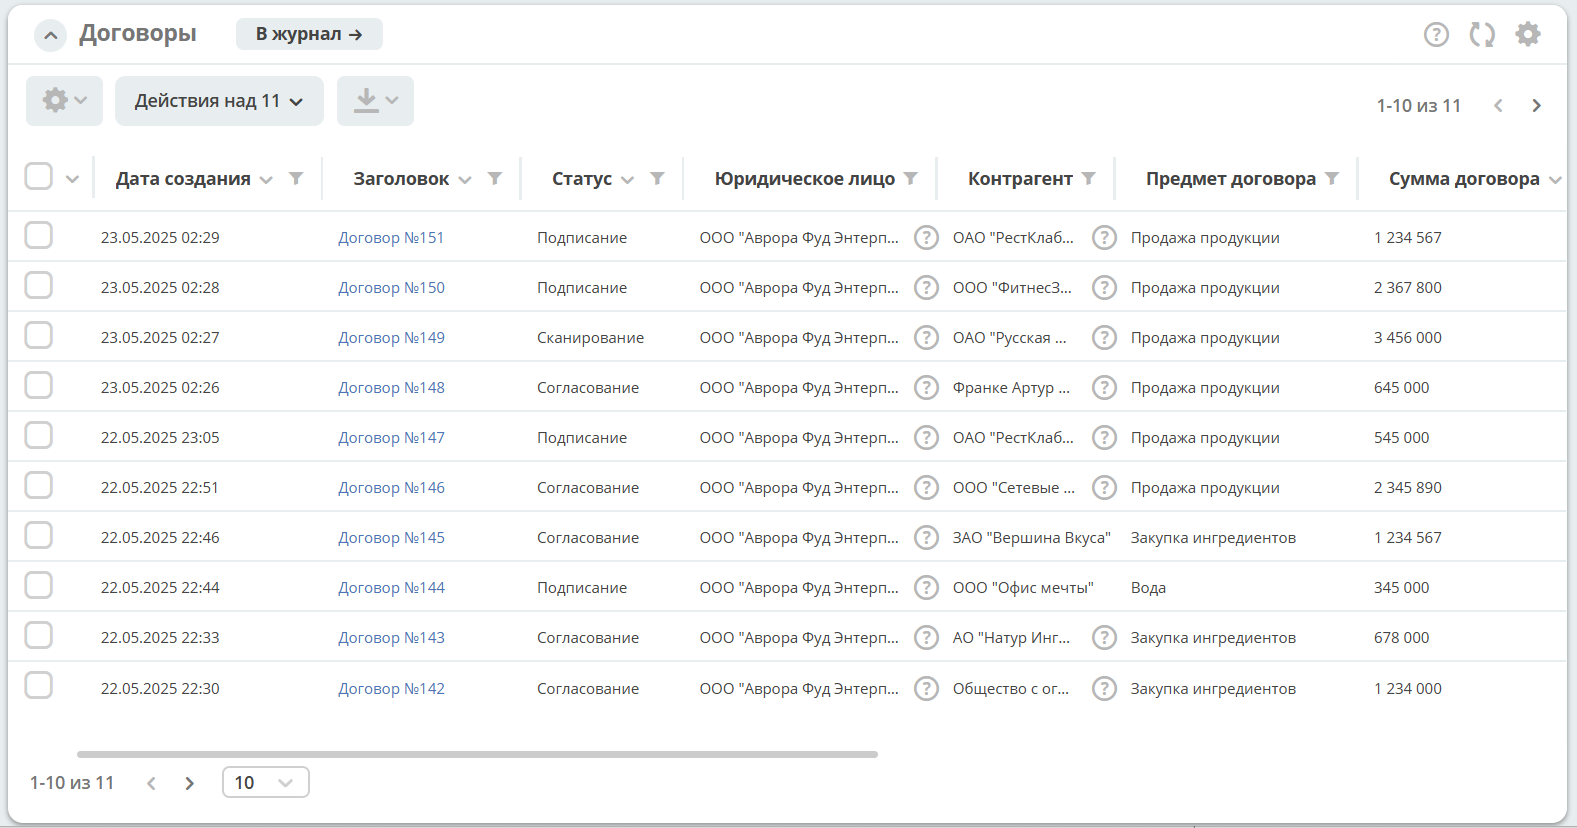 Договоры В журнал →
Действия над 11
1-10 из 11
Дата создания Заголовок Статус Юридическое лицо Контрагент Предмет договора Сумма договора
23.05.2025 02:29 Договор №151 Подписание ООО "Аврора Фуд Энтерп... ? ОАО "РестКлаб... ? Продажа продукции 1 234 567
23.05.2025 02:28 Договор №150 Подписание ООО "Аврора Фуд Энтерп... ? ООО "ФитнесЗ... ? Продажа продукции 2 367 800
23.05.2025 02:27 Договор №149 Сканирование ООО "Аврора Фуд Энтерп... ? ОАО "Русская ... ? Продажа продукции 3 456 000
23.05.2025 02:26 Договор №148 Согласование ООО "Аврора Фуд Энтерп... ? Франке Артур ... ? Продажа продукции 645 000
22.05.2025 23:05 Договор №147 Подписание ООО "Аврора Фуд Энтерп... ? ОАО "РестКлаб... ? Продажа продукции 545 000
22.05.2025 22:51 Договор №146 Согласование ООО "Аврора Фуд Энтерп... ? ООО "Сетевые ... ? Продажа продукции 2 345 890
22.05.2025 22:46 Договор №145 Согласование ООО "Аврора Фуд Энтерп... ? ЗАО "Вершина Вкуса" Закупка ингредиентов 1 234 567
22.05.2025 22:44 Договор №144 Подписание ООО "Аврора Фуд Энтерп... ? ООО "Офис мечты" Вода 345 000
22.05.2025 22:33 Договор №143 Согласование ООО "Аврора Фуд Энтерп... ? АО "Натур Инг... ? Закупка ингредиентов 678 000
22.05.2025 22:30 Договор №142 Согласование ООО "Аврора Фуд Энтерп... ? Общество с ог... ? Закупка ингредиентов 1 234 000
1-10 из 11 10